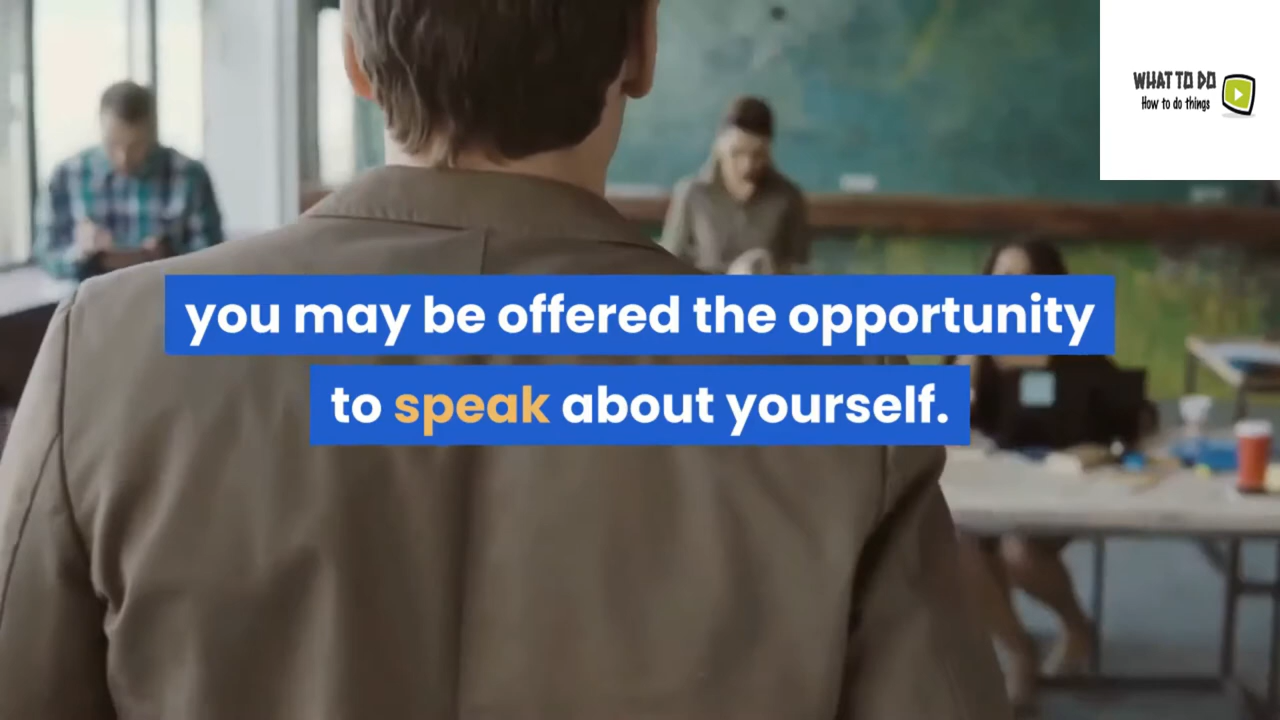 WHAT TO DO
How to do things
you may be offered the opportunity
to speak about yourself.